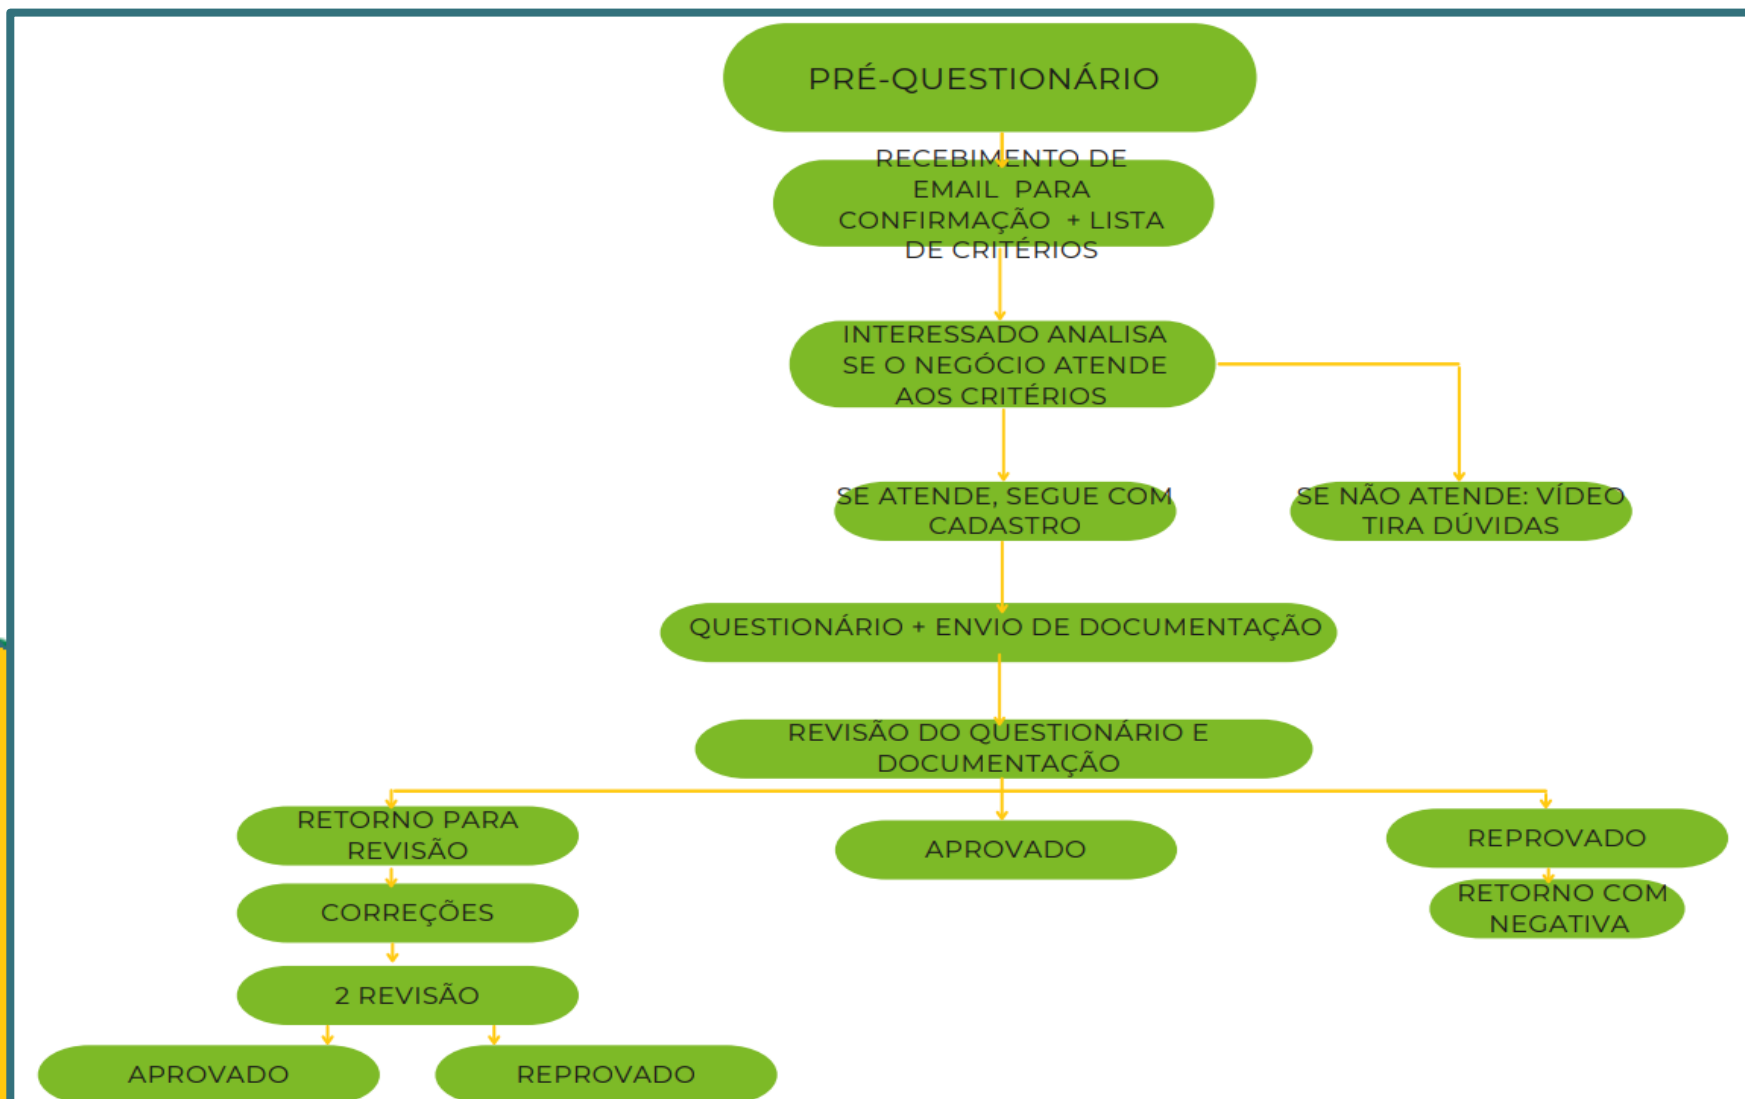 PRÉ-QUESTIONÁRIO
RECEBIMENTO DE
EMAIL PARA
CONFIRMAÇÃO + LISTA
DE CRITÉRIOS
INTERESSADO ANALISA
SE O NEGÓCIO ATENDE
AOS CRITÉRIOS
SE ATENDE, SEGUE COM
CADASTRO
SE NÃO ATENDE: VÍDEO
TIRA DÚVIDAS
QUESTIONÁRIO + ENVIO DE DOCUMENTAÇÃO
REVISÃO DO QUESTIONÁRIO E
DOCUMENTAÇÃO
RETORNO PARA
REVISÃO
APROVADO
REPROVADO
CORREÇÕES
RETORNO COM
NEGATIVA
2 REVISÃO
APROVADO
REPROVADO